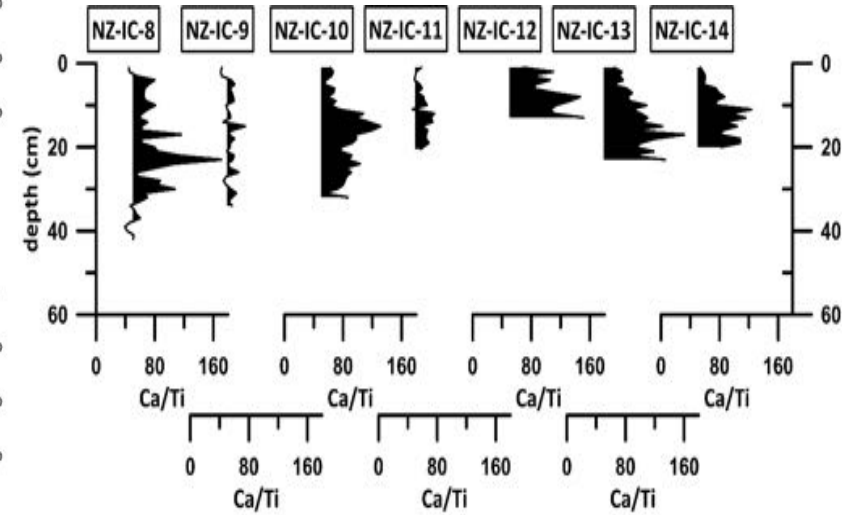 NZ-IC-8 NZ-IC-9 NZ-IC-10 NZ-IC-11 NZ-IC-12 NZ-IC-13 NZ-IC-14
0 0
20 20
depth (cm)
40 40
60 60
0 80 160 0 80 160 0 80 160 0 80 160
Ca/Ti Ca/Ti Ca/Ti Ca/Ti
0 80 160 0 80 160 0 80 160
Ca/Ti Ca/Ti Ca/Ti